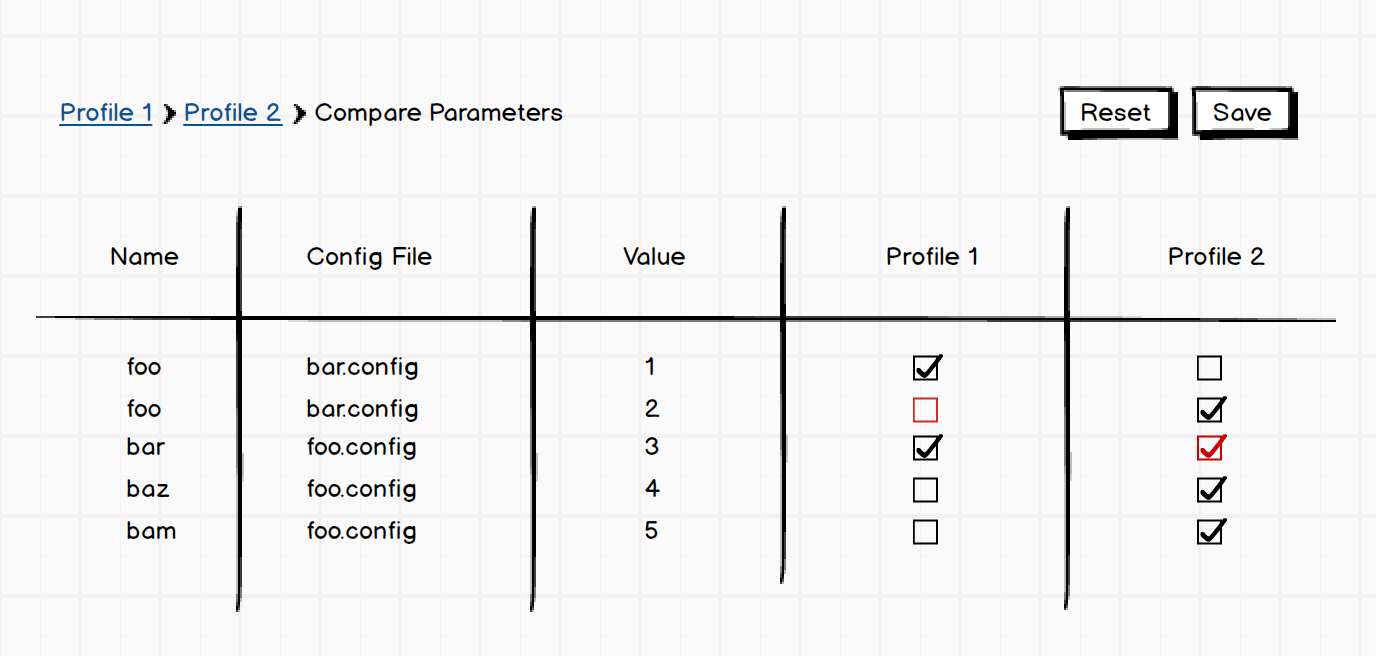 Profile 1 Profile 2 Compare Parameters Reset Save
Name Config File Value Profile 1 Profile 2
foo bar.config 1
foo bar.config 2
bar foo.config 3
baz foo.config 4
bam foo.config 5